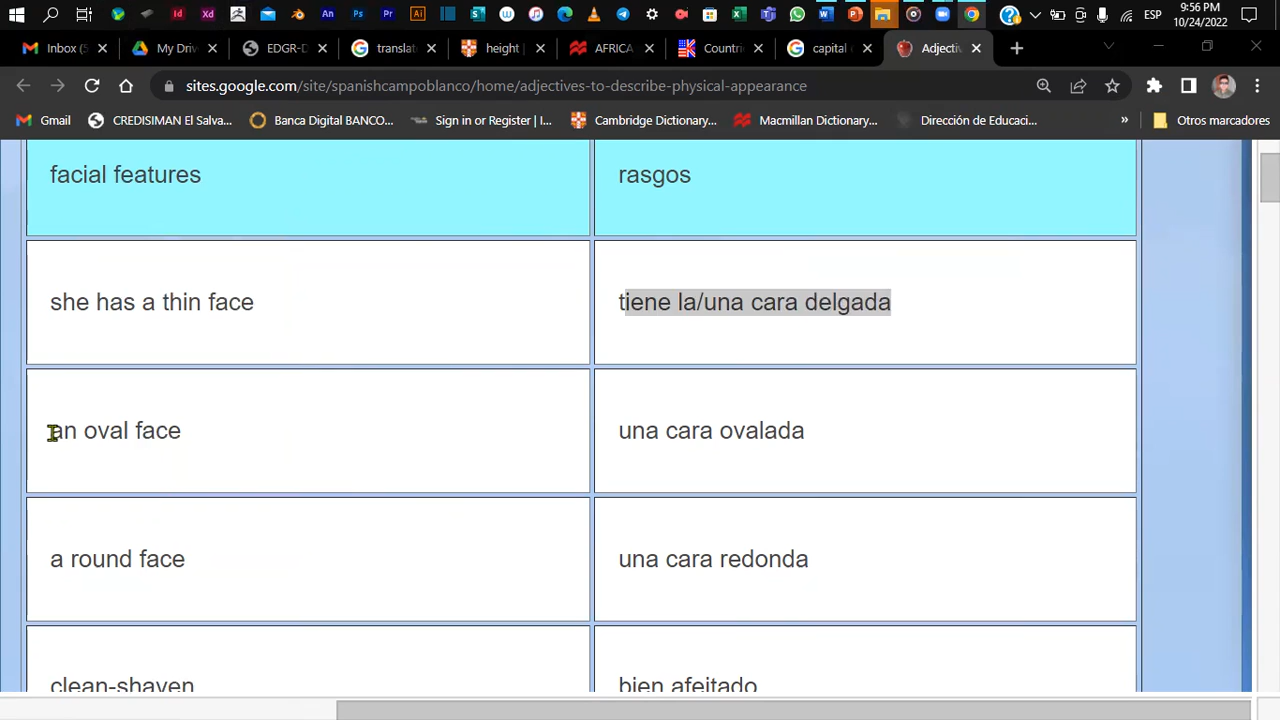 9:56 PM
ESP
10/24/2022
Inbox (5
My Driv
EDGR-D
translat
height |
AFRICA
Countri
capital
Adjectiv
sites.google.com/site/spanishcampoblanco/home/adjectives-to-describe-physical-appearance
Gmail
CREDISIMAN El Salva...
Banca Digital BANCO...
Sign in or Register | I...
Cambridge Dictionary...
Macmillan Dictionary...
Dirección de Educaci...
»
Otros marcadores
facial features
rasgos
she has a thin face
tiene la/una cara delgada
an oval face
una cara ovalada
a round face
una cara redonda
clean-shaven
bien afeitado